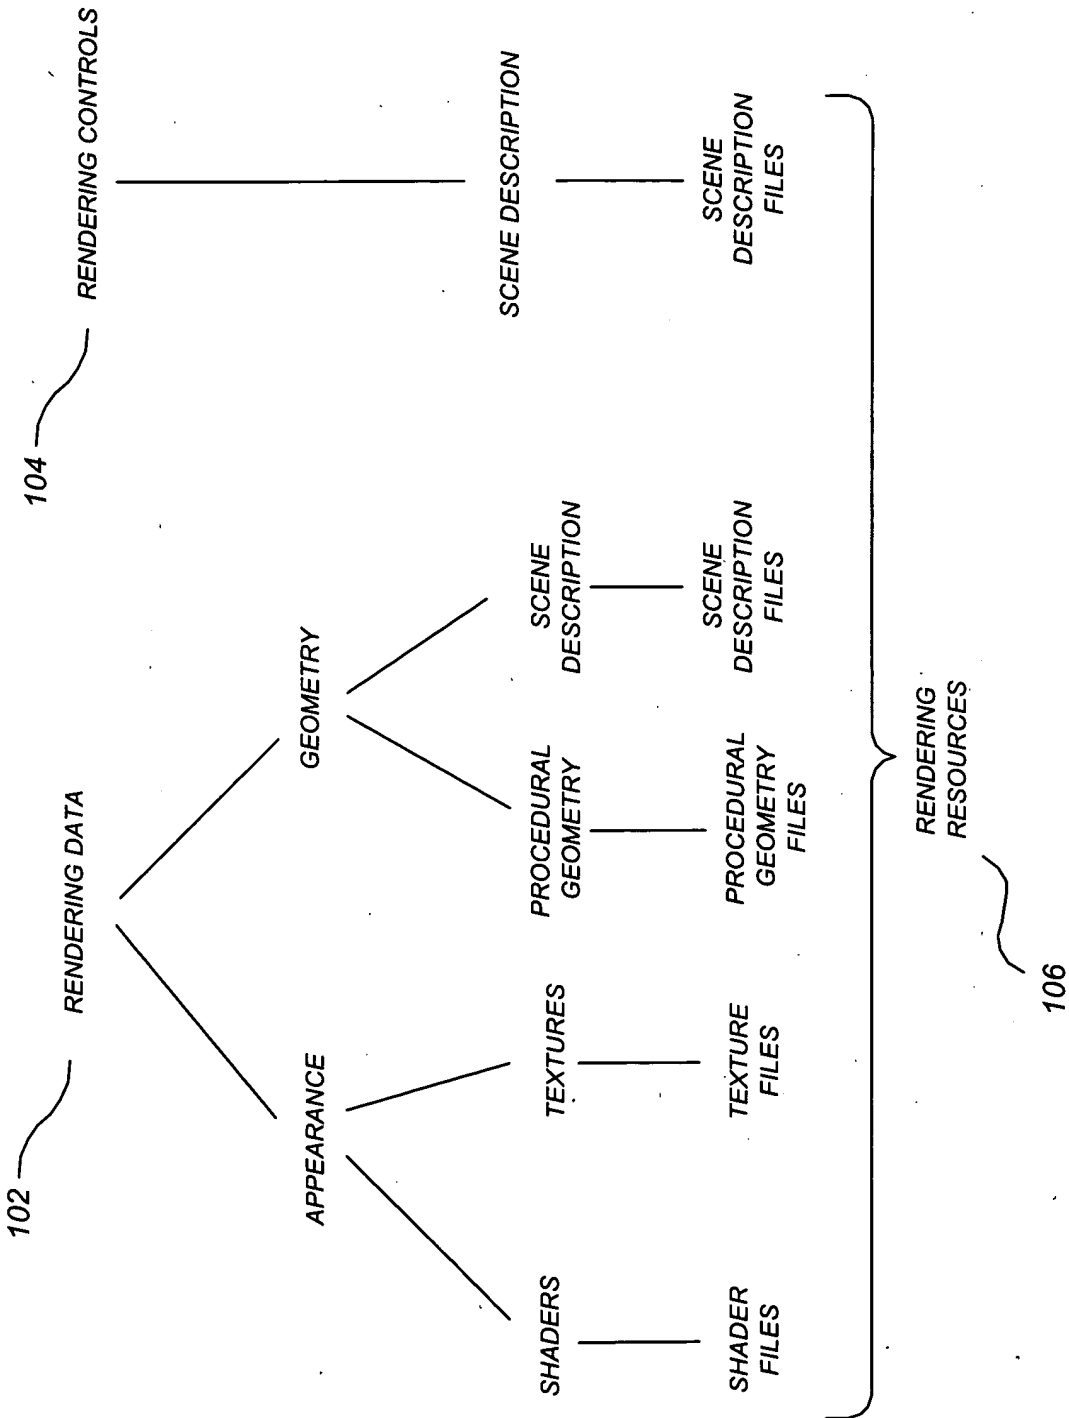 102
RENDERING DATA
104
RENDERING CONTROLS
APPEARANCE
GEOMETRY
SHADERS
TEXTURES
PROCEDURAL
GEOMETRY
SCENE
DESCRIPTION
SCENE DESCRIPTION
SHADER
FILES
TEXTURE
FILES
PROCEDURAL
GEOMETRY
FILES
SCENE
DESCRIPTION
FILES
SCENE
DESCRIPTION
FILES
RENDERING
RESOURCES
106